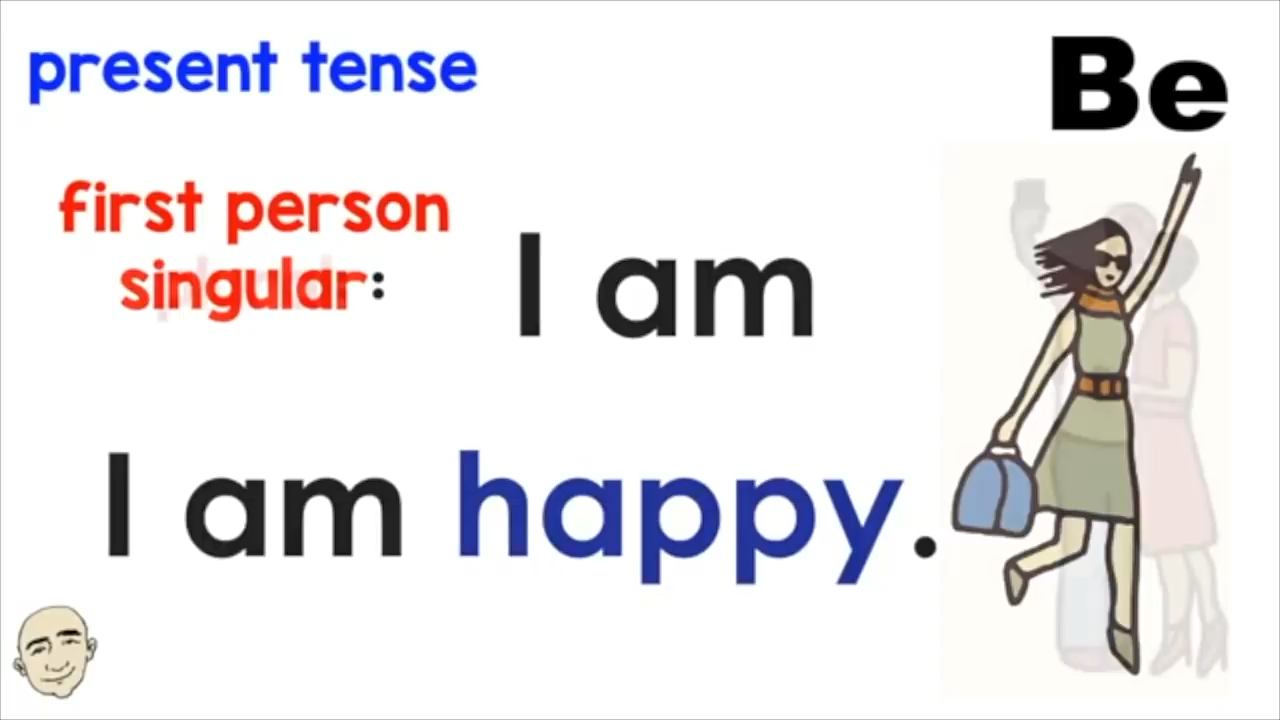 present tense
Be
first person
singular:
I am
I am happy.